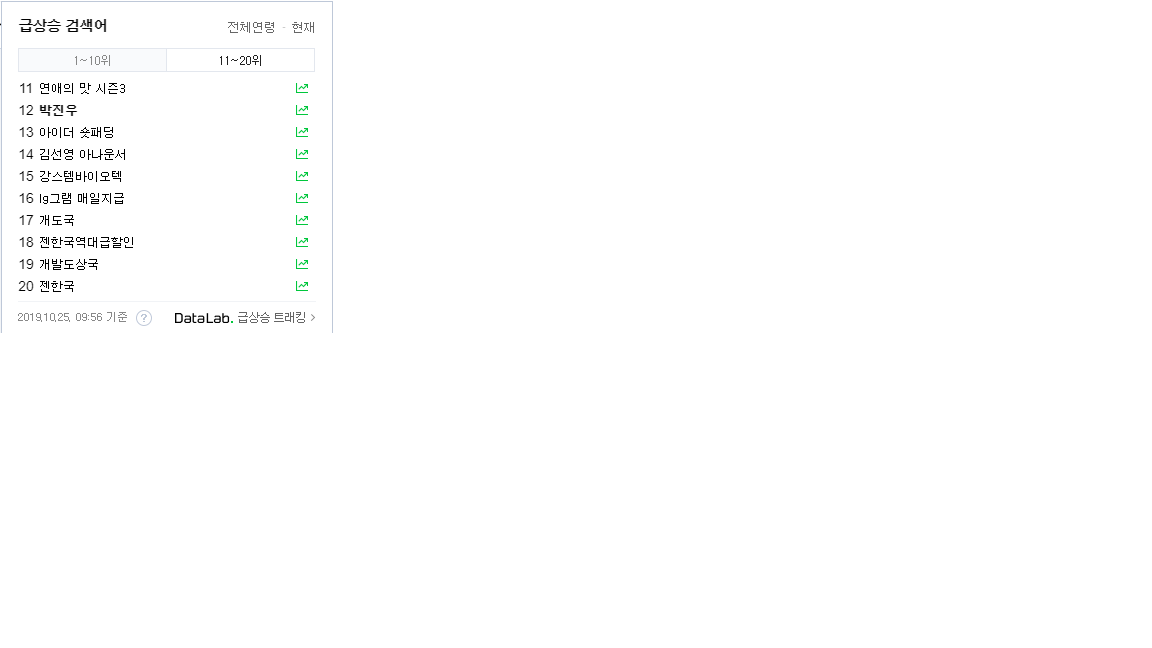 급상승 검색어
전체연령 - 현재
1~10위
11~20위
11 연애의 맛 시즌3
12 박진우
13 아이더 숏패딩
14 김선영 아나운서
15 강스템바이오텍
16 lg그램 매일지급
17 개도국
18 젠한국역대급할인
19 개발도상국
20 젠한국
2019.10.25. 09:56 기준 ?
DataLab. 급상승 트래킹 >